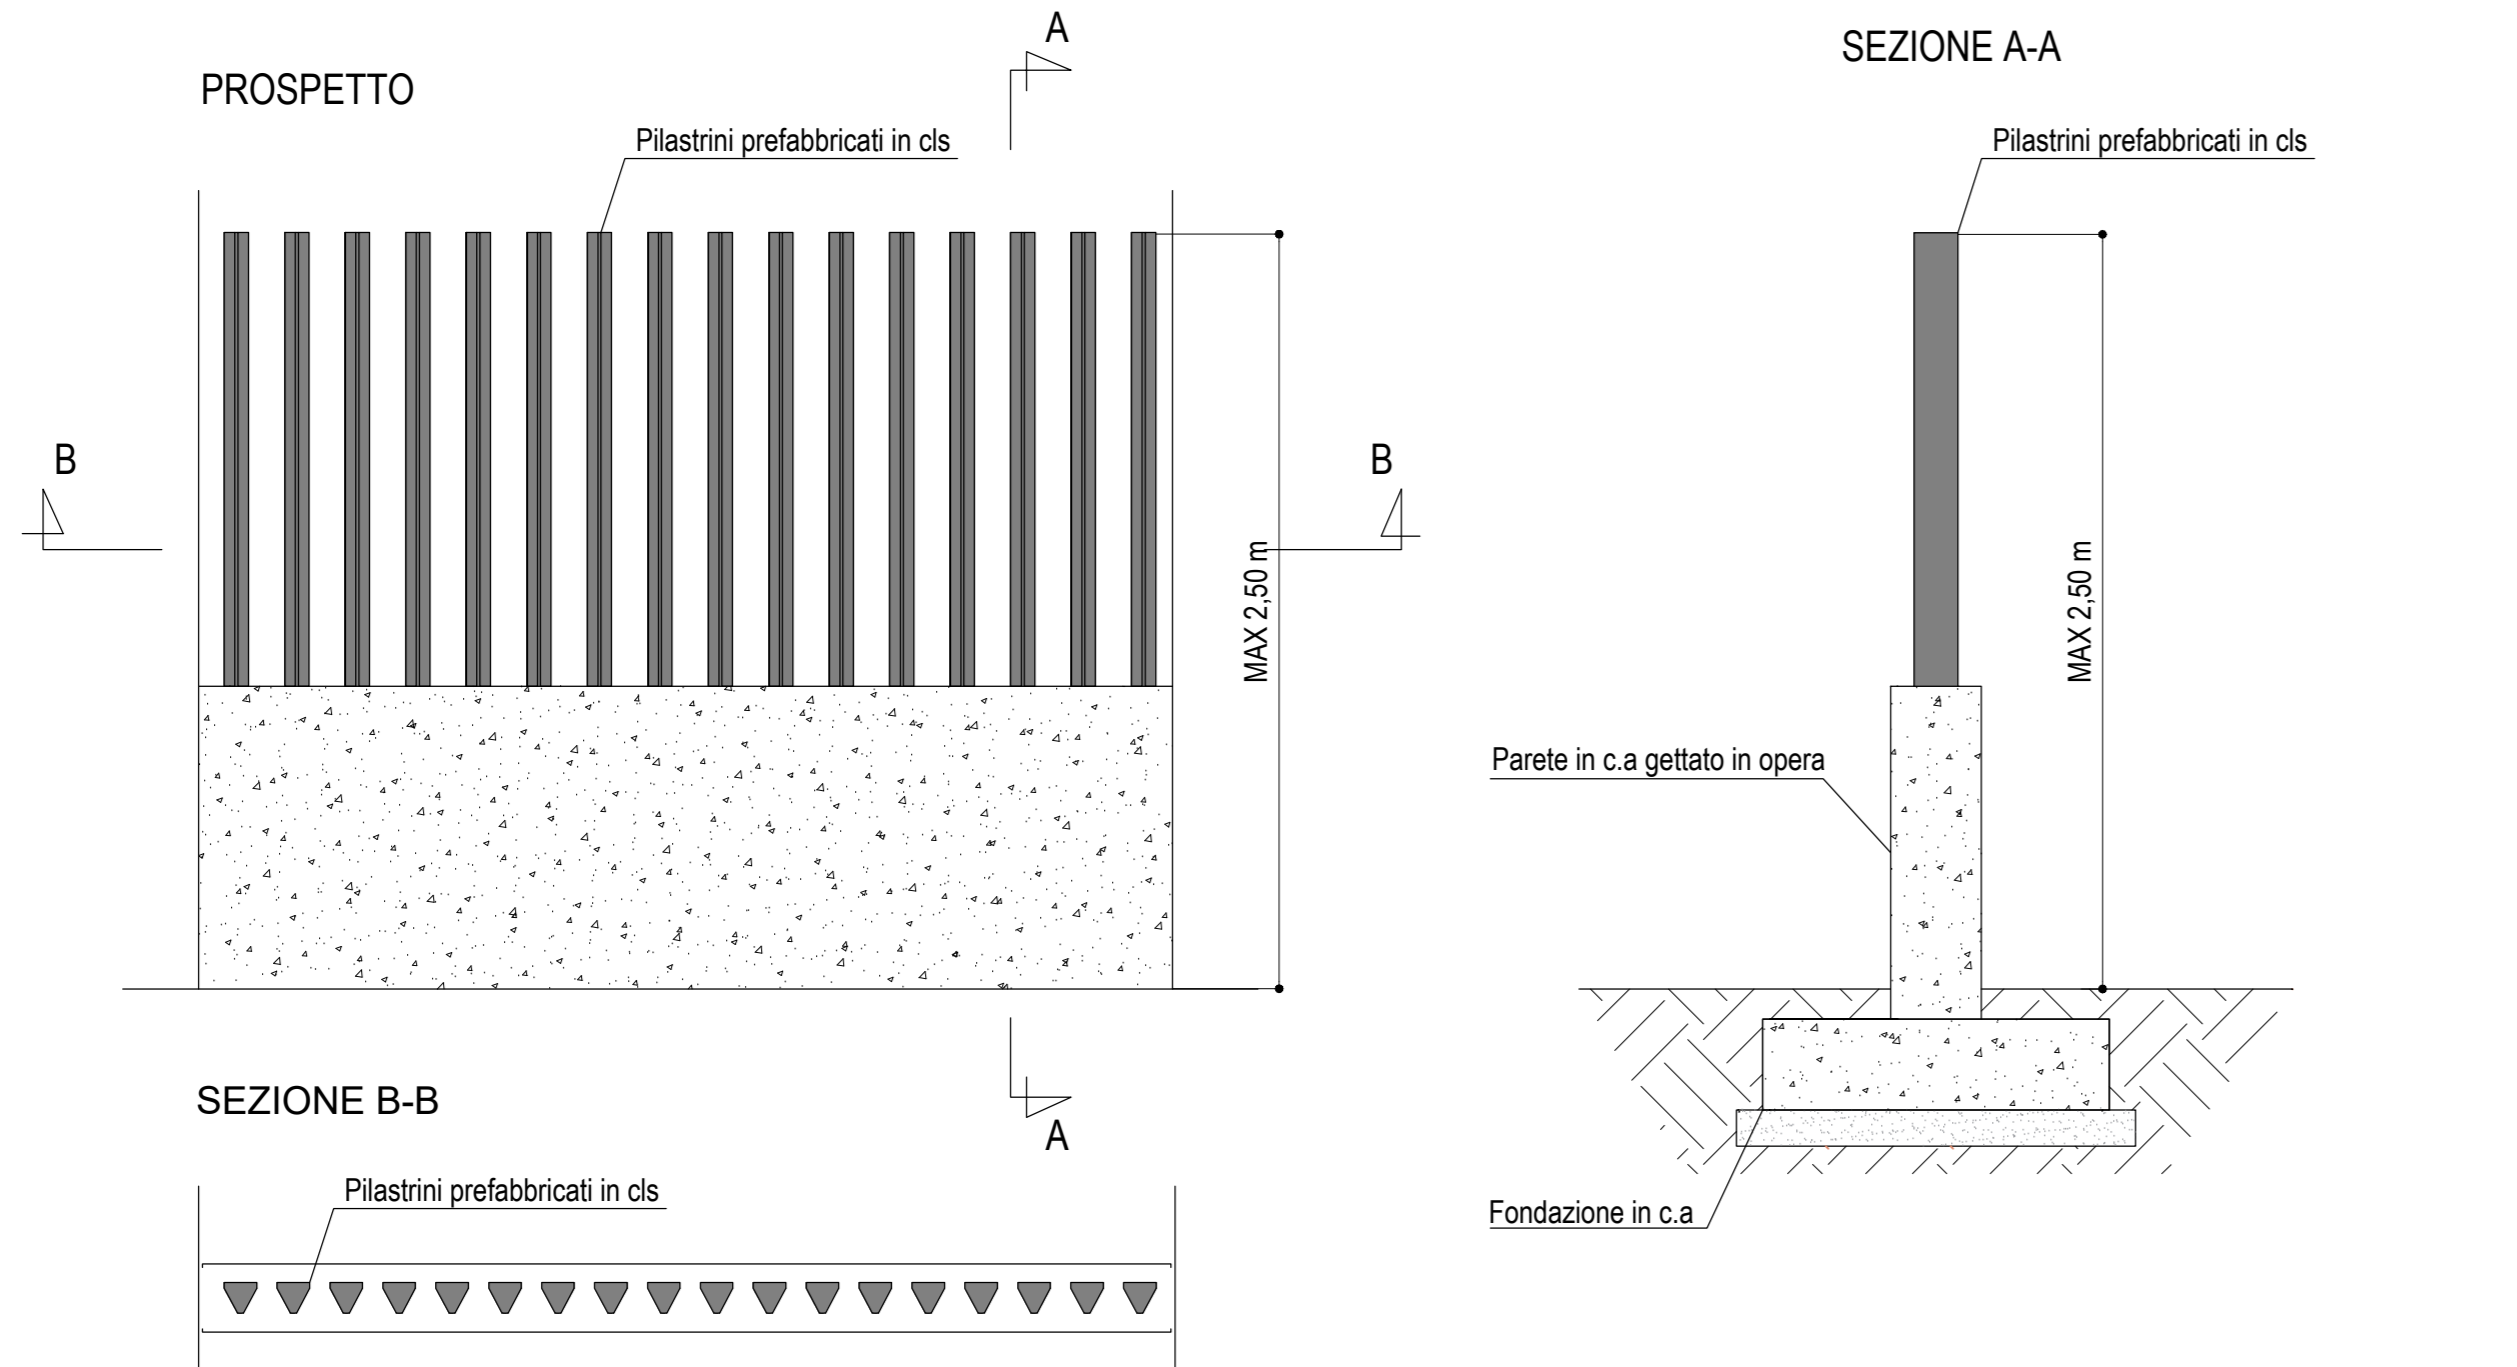 A
SEZIONE A-A
PROSPETTO
Pilastrini prefabbricati in cls
Pilastrini prefabbricati in cls
B
B
MAX 2,50 m
MAX 2,50 m
Parete in c.a gettato in opera
SEZIONE B-B
A
Pilastrini prefabbricati in cls
Fondazione in c.a